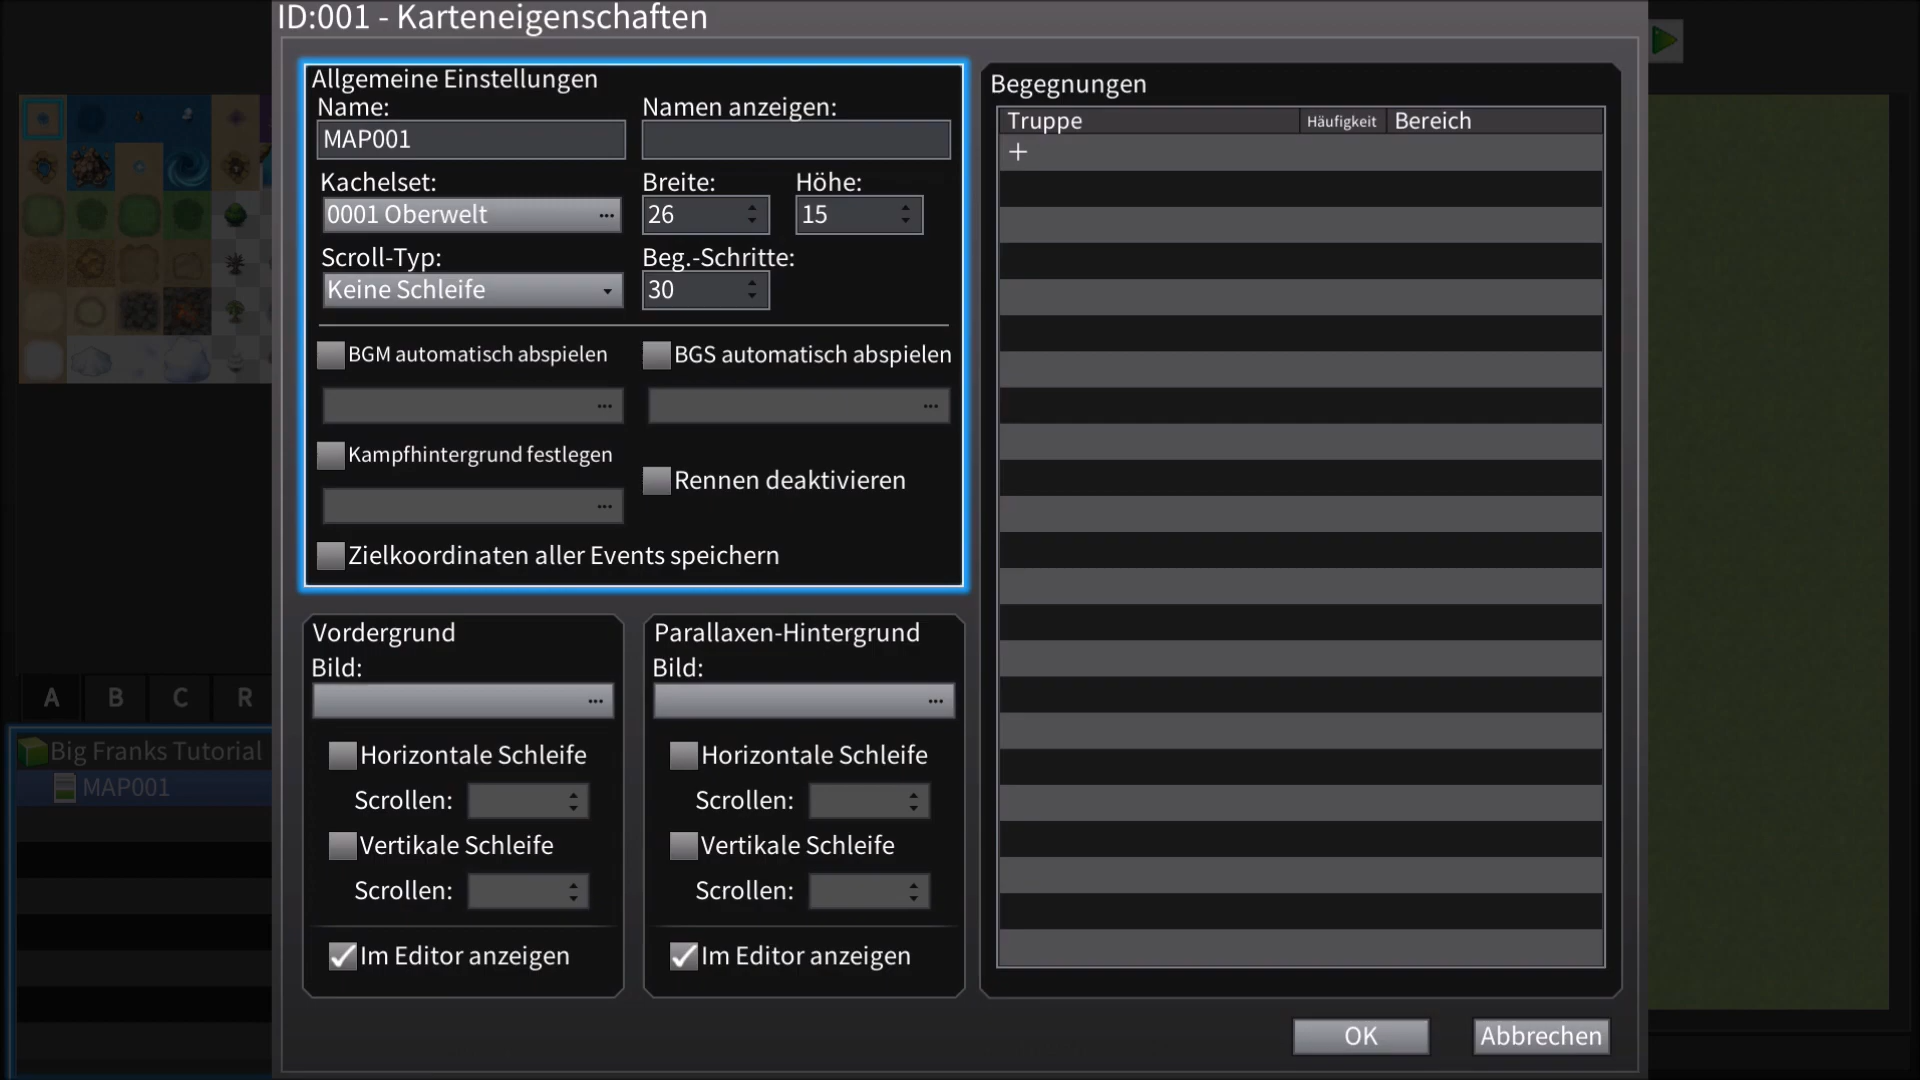 ID:001 - Karteneigenschaften
Allgemeine Einstellungen
Name:
Namen anzeigen:
MAP001
Kachelset:
Breite:
Höhe:
0001 Oberwelt
...
26
15
Scroll-Typ:
Beg.-Schritte:
Keine Schleife
30
BGM automatisch abspielen
BGS automatisch abspielen
...
...
Kampfhintergrund festlegen
Rennen deaktivieren
...
Zielkoordinaten aller Events speichern
Vordergrund
Bild:
...
Horizontale Schleife
Scrollen:
Vertikale Schleife
Scrollen:
Im Editor anzeigen
Parallaxen-Hintergrund
Bild:
...
Horizontale Schleife
Scrollen:
Vertikale Schleife
Scrollen:
Im Editor anzeigen
Begegnungen
Truppe
Häufigkeit
Bereich
+
OK
Abbrechen
A
B
C
R
Big Franks Tutorial
MAP001